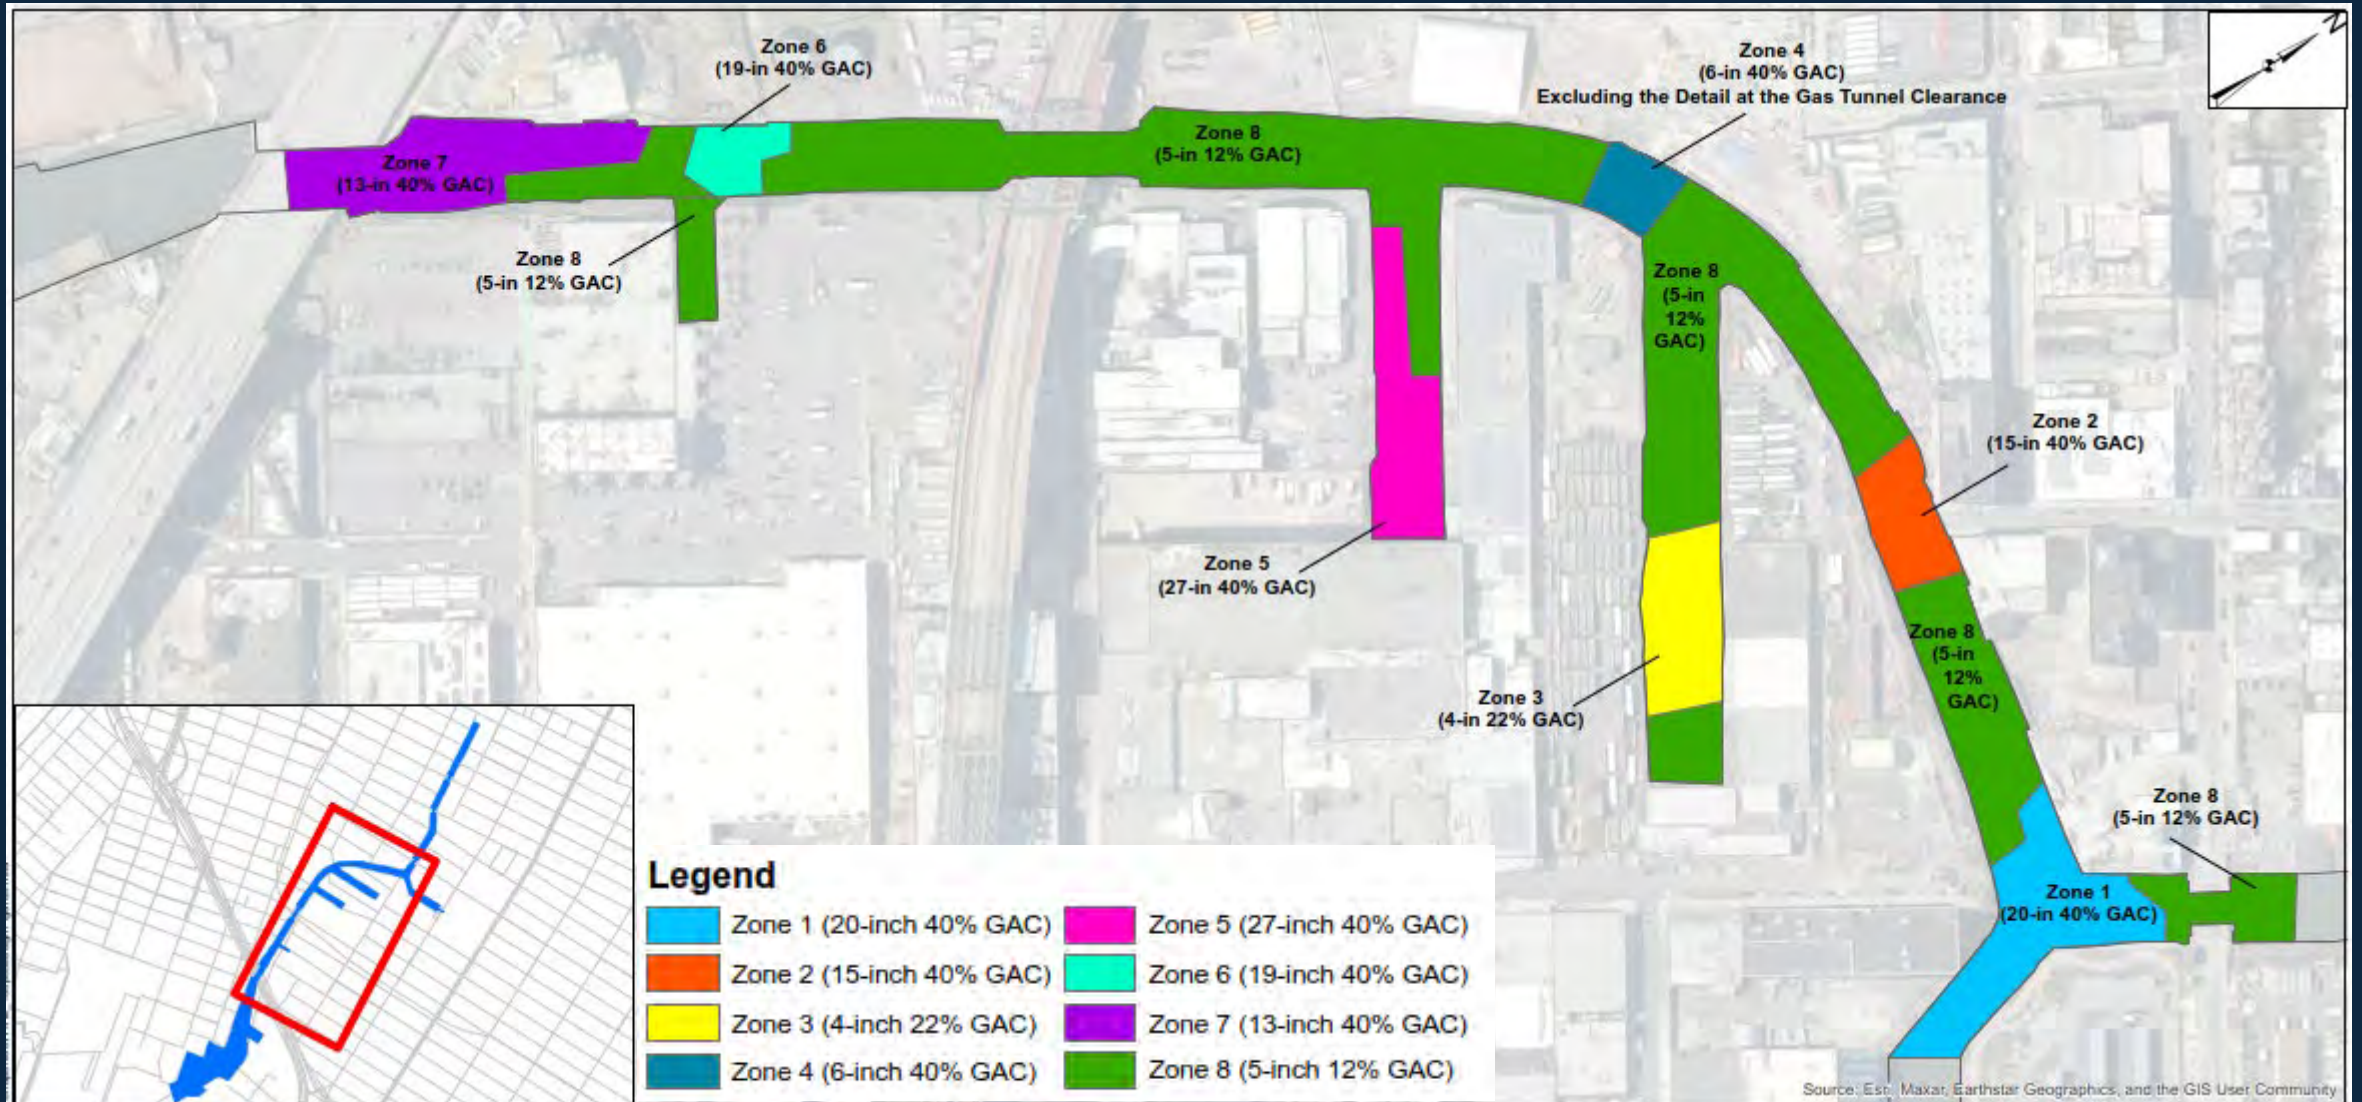 Zone 6
(19-in 40% GAC)
Zone 4
(6-in 40% GAC)
Excluding the Detail at the Gas Tunnel Clearance
N
Zone 7
(13-in 40% GAC)
Zone 8
(5-in 12% GAC)
Zone 8
(5-in 12% GAC)
Zone 8
(5-in
12%
GAC)
Zone 2
(15-in 40% GAC)
Zone 5
(27-in 40% GAC)
Zone 3
(4-in 22% GAC)
Zone 8
(5-in
12%
GAC)
Zone 8
(5-in 12% GAC)
Zone 1
(20-in 40% GAC)
Legend
Zone 1 (20-inch 40% GAC)
Zone 2 (15-inch 40% GAC)
Zone 3 (4-inch 22% GAC)
Zone 4 (6-inch 40% GAC)
Zone 5 (27-inch 40% GAC)
Zone 6 (19-inch 40% GAC)
Zone 7 (13-inch 40% GAC)
Zone 8 (5-inch 12% GAC)
Source: Esri, Maxar, Earthstar Geographics, and the GIS User Community